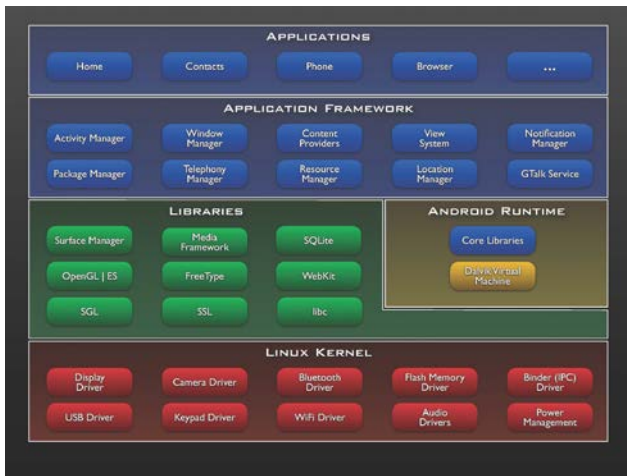 APPLICATIONS
Home
Contacts
Phone
Browser
...
APPLICATION FRAMEWORK
Activity Manager
Window
Manager
Content
Providers
View
System
Notification
Manager
Package Manager
Telephony
Manager
Resource
Manager
Location
Manager
GTalk Service
LIBRARIES
Surface Manager
Media
Framework
SQLite
OpenGL | ES
FreeType
WebKit
SGL
SSL
libc
ANDROID RUNTIME
Core Libraries
Dalvik Virtual
Machine
LINUX KERNEL
Display
Driver
Camera Driver
Bluetooth
Driver
Flash Memory
Driver
Binder (IPC)
Driver
USB Driver
Keypad Driver
WiFi Driver
Audio
Drivers
Power
Management